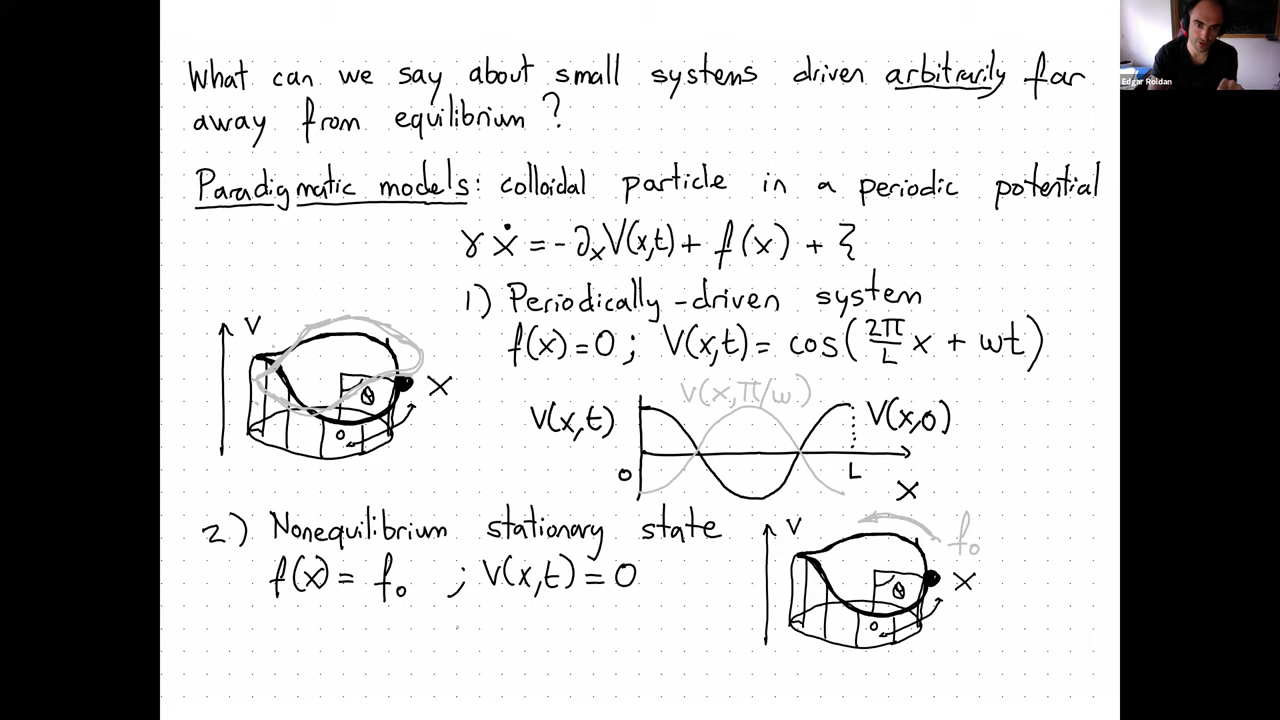 What can we say about small systems driven arbitrarily far
away from equilibrium ?
Paradigmatic models: colloidal particle in a periodic potential
γ ẋ = - ∂ₓV(x,t) + f(x) + ξ
1) Periodically-driven system
f(x) = 0 ; V(x,t) = cos(2π/L x + ωt)
V
θ
X
0
V(x,t)
V(x,π/ω)
V(x,0)
0
L
X
2) Nonequilibrium stationary state
f(x) = f₀ ; V(x,t) = 0
V
f₀
θ
X
0
Edgar Roldan